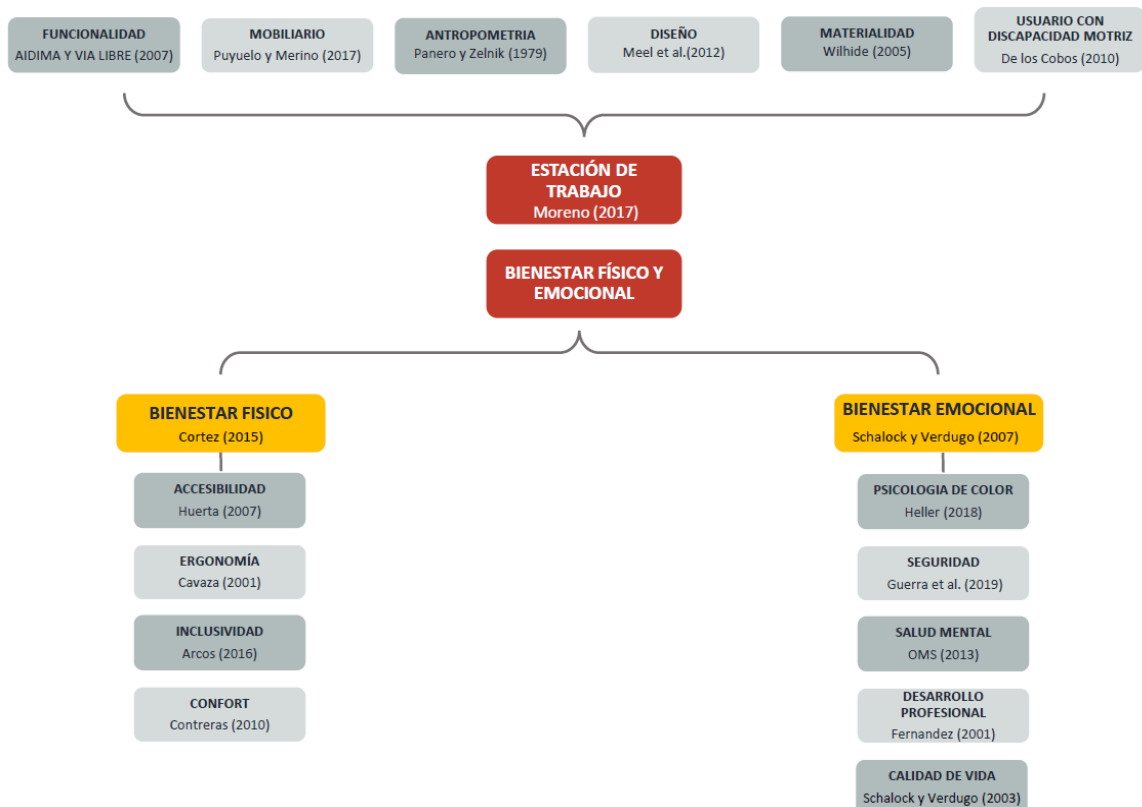 FUNCIONALIDAD
AIDIMA Y VIA LIBRE (2007)
MOBILIARIO
Puyuelo y Merino (2017)
ANTROPOMETRIA
Panero y Zelnik (1979)
DISEÑO
Meel et al.(2012)
MATERIALIDAD
Wilhide (2005)
USUARIO CON
DISCAPACIDAD MOTRIZ
De los Cobos (2010)
ESTACIÓN DE
TRABAJO
Moreno (2017)
BIENESTAR FÍSICO Y
EMOCIONAL
BIENESTAR FISICO
Cortez (2015)
ACCESIBILIDAD
Huerta (2007)
ERGONOMÍA
Cavaza (2001)
INCLUSIVIDAD
Arcos (2016)
CONFORT
Contreras (2010)
BIENESTAR EMOCIONAL
Schalock y Verdugo (2007)
PSICOLOGIA DE COLOR
Heller (2018)
SEGURIDAD
Guerra et al. (2019)
SALUD MENTAL
OMS (2013)
DESARROLLO
PROFESIONAL
Fernandez (2001)
CALIDAD DE VIDA
Schalock y Verdugo (2003)